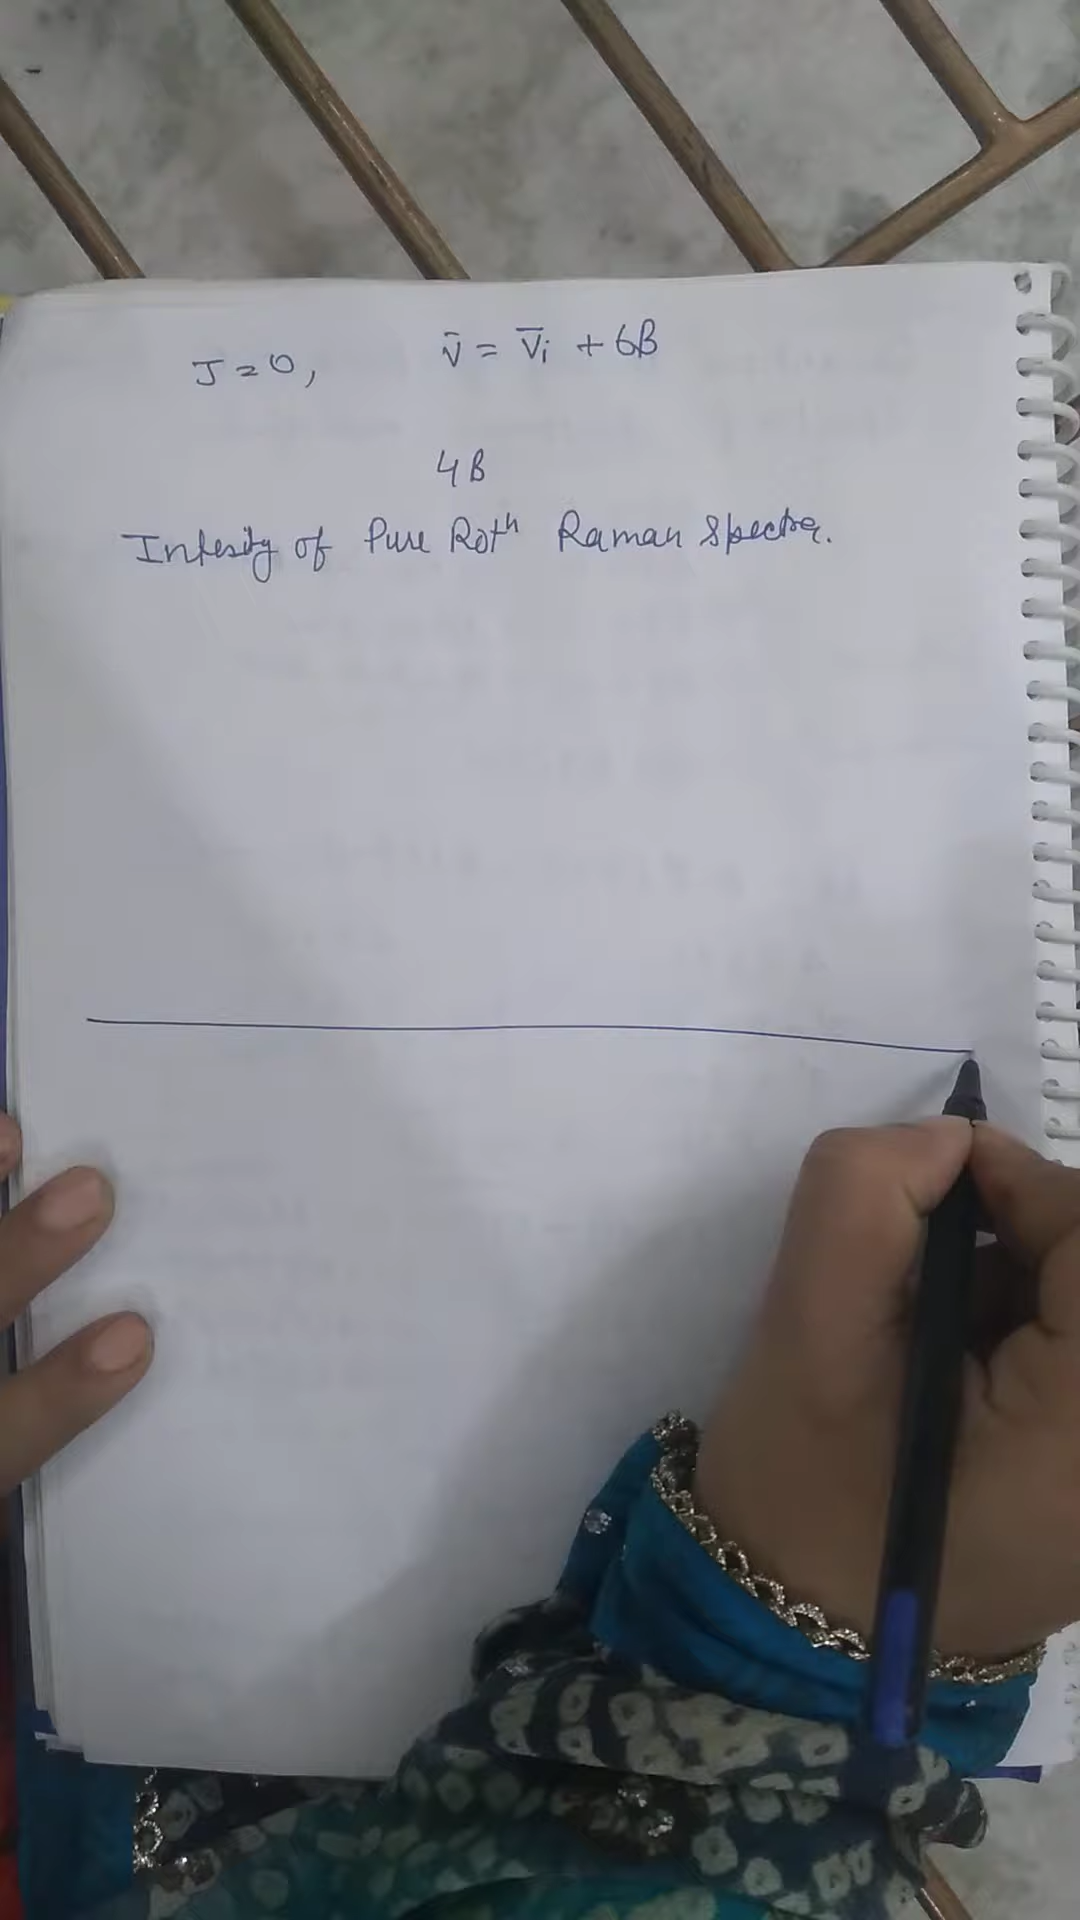 J = 0, ν̄ = ν̄i + 6B
4B
Intesity of Pure Rotⁿ Raman Spectra.